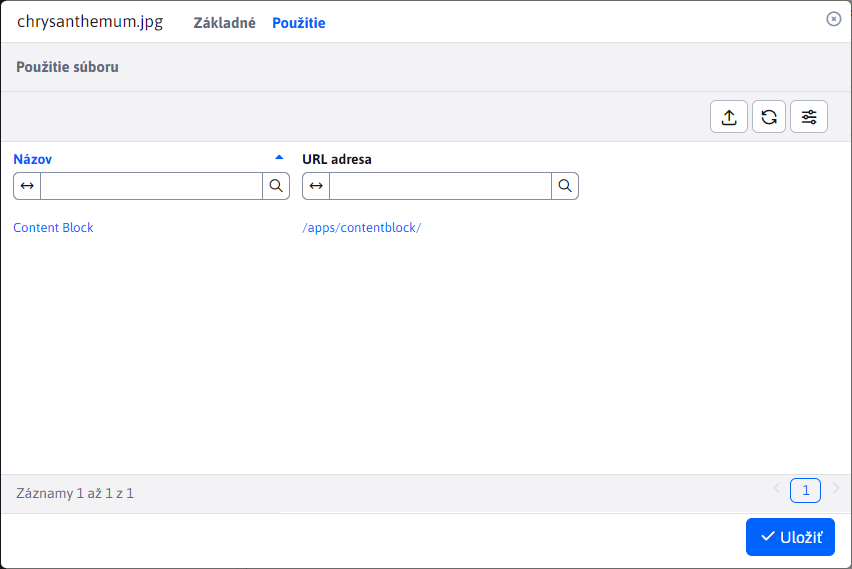 chrysanthemum.jpg Základné Použitie
Použitie súboru
Názov URL adresa
Content Block /apps/contentblock/
Záznamy 1 až 1 z 1 1
Uložiť